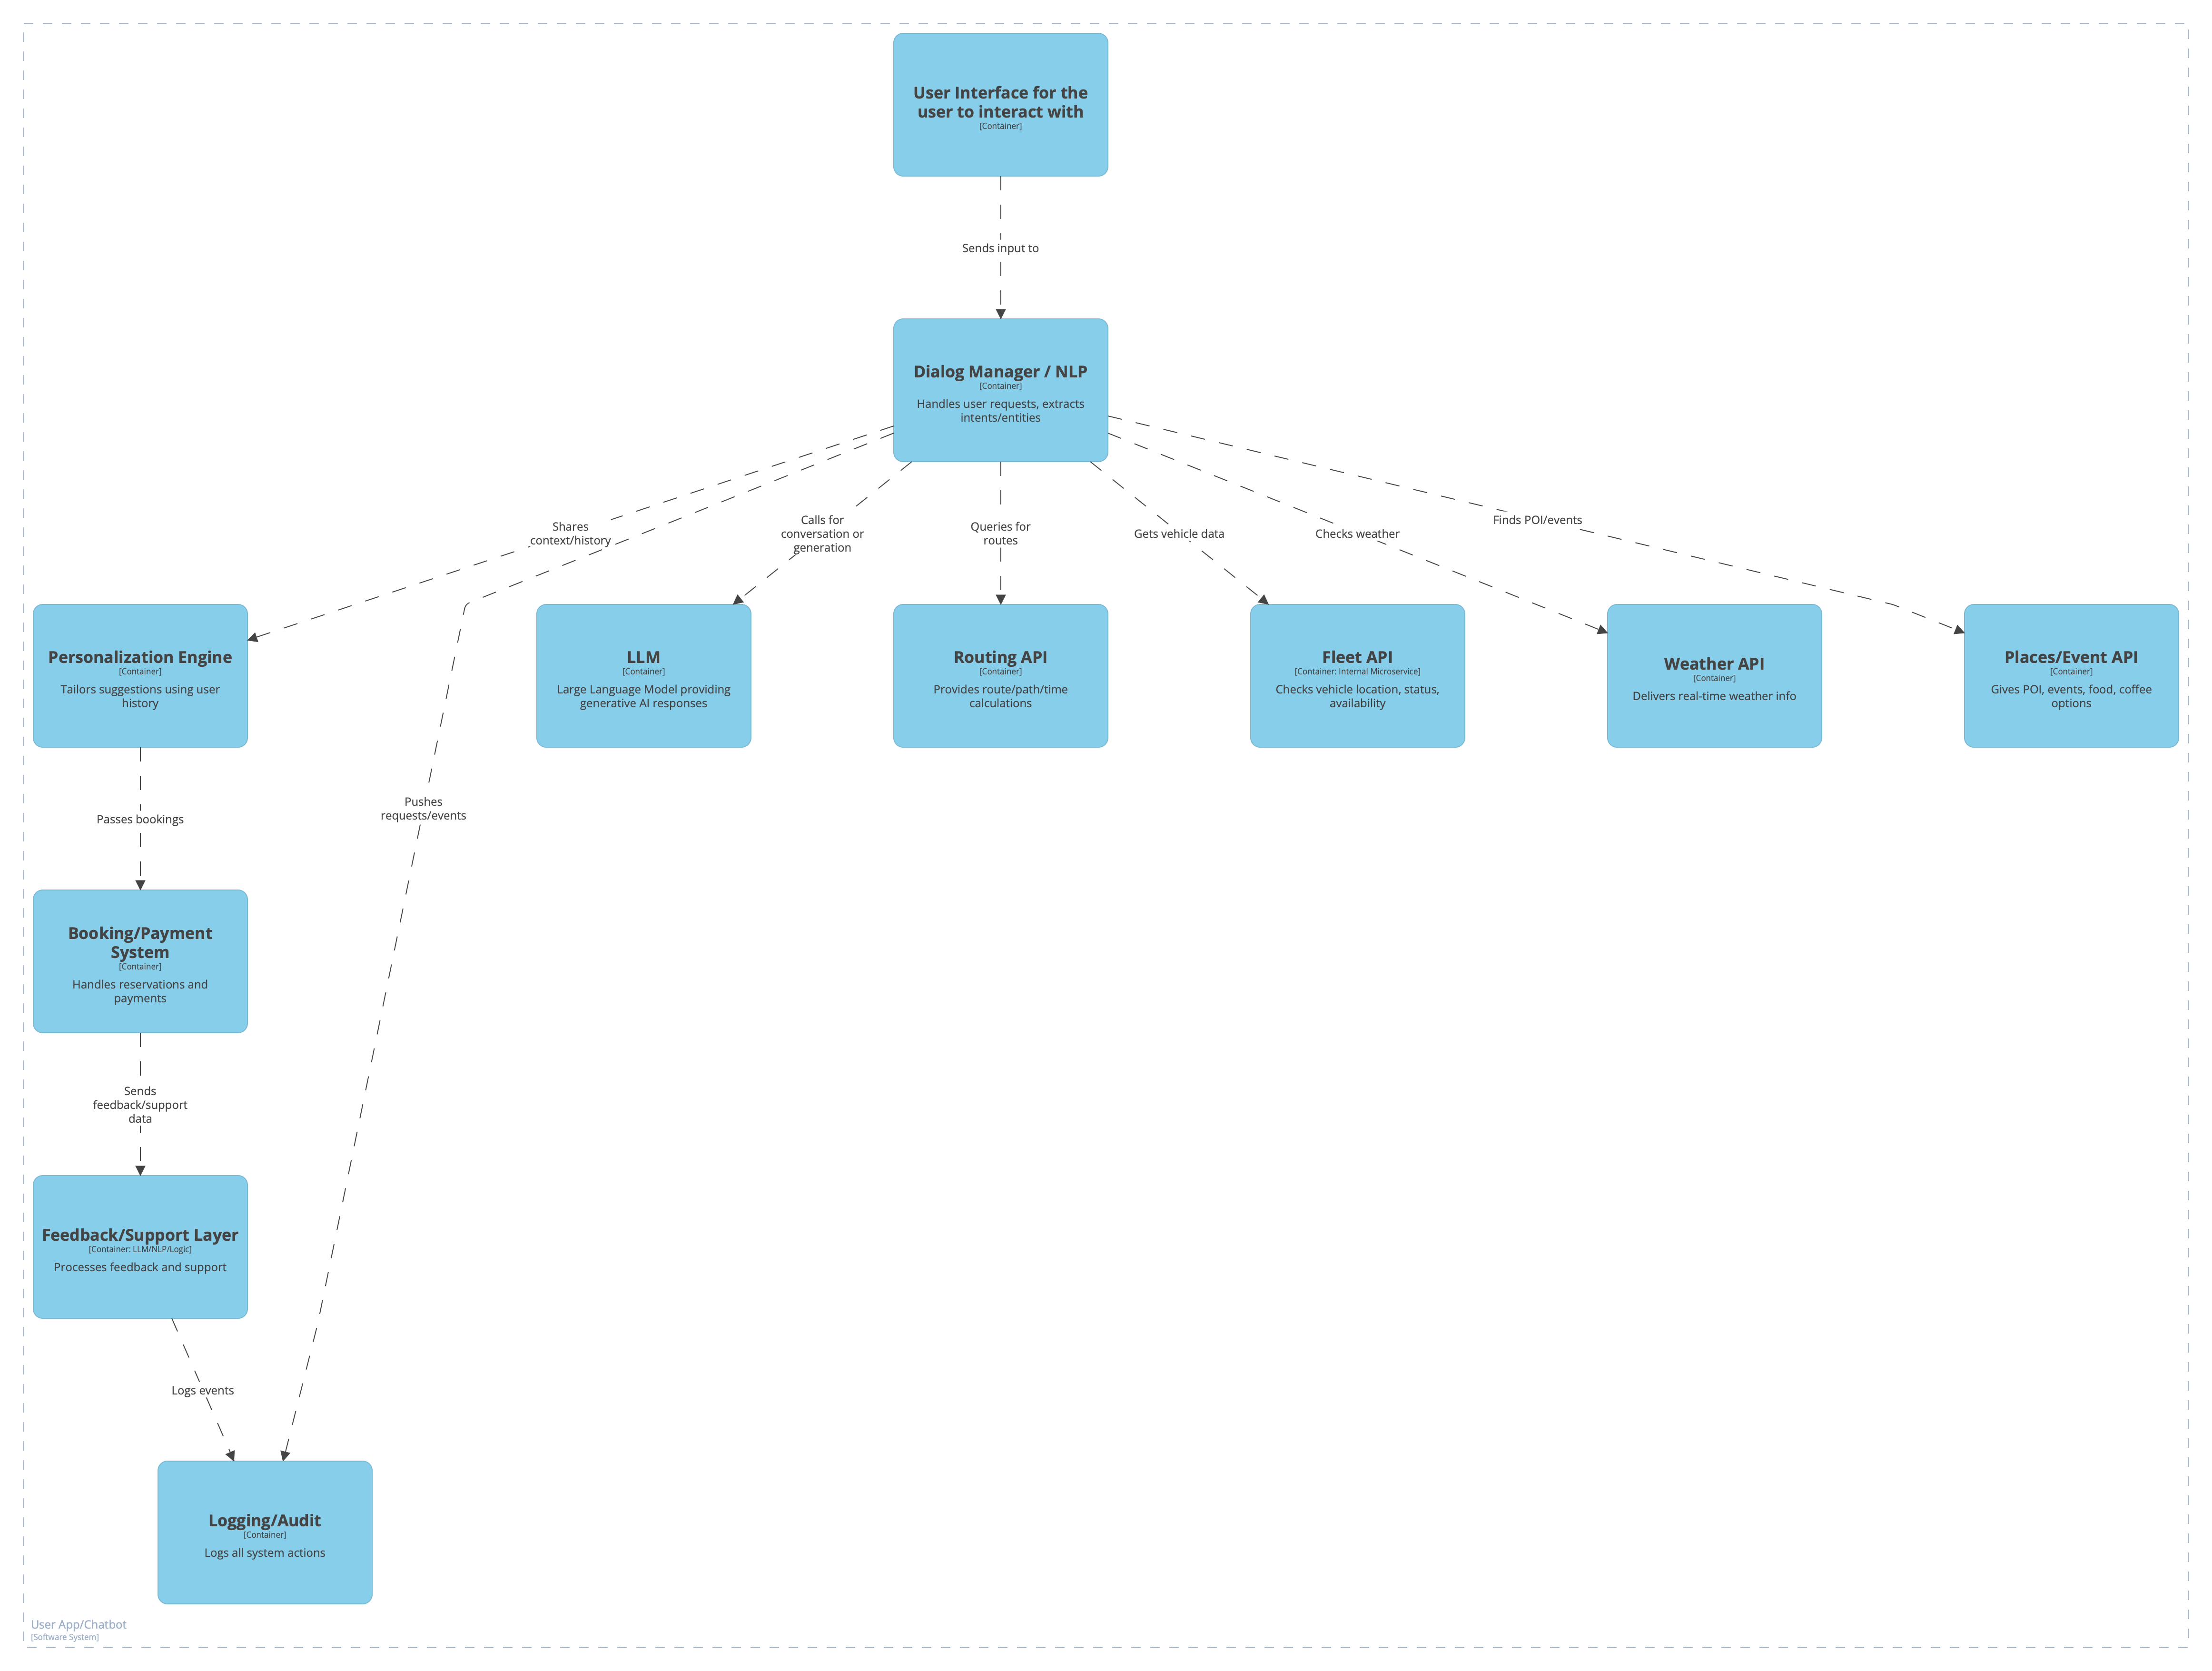 User Interface for the
user to interact with
[Container]
Sends input to
Dialog Manager / NLP
[Container]
Handles user requests, extracts
intents/entities
Shares
context/history
Calls for
conversation or
generation
Queries for
routes
Gets vehicle data
Checks weather
Finds POI/events
Personalization Engine
[Container]
Tailors suggestions using user
history
LLM
[Container]
Large Language Model providing
generative AI responses
Routing API
[Container]
Provides route/path/time
calculations
Fleet API
[Container: Internal Microservice]
Checks vehicle location, status,
availability
Weather API
[Container]
Delivers real-time weather info
Places/Event API
[Container]
Gives POI, events, food, coffee
options
Passes bookings
Pushes
requests/events
Booking/Payment
System
[Container]
Handles reservations and
payments
Sends
feedback/support
data
Feedback/Support Layer
[Container: LLM/NLP/Logic]
Processes feedback and support
Logs events
Logging/Audit
[Container]
Logs all system actions
User App/Chatbot
[Software System]